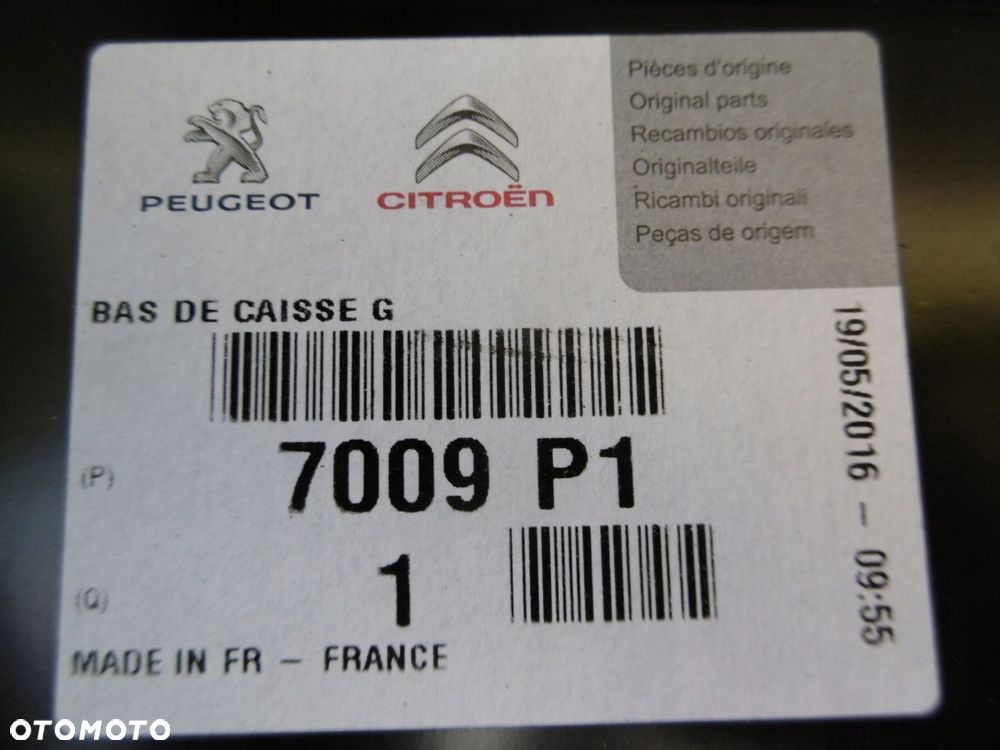 PEUGEOT
CITROËN
Pièces d'origine
Original parts
Recambios originales
Originalteile
Ricambi originali
Peças de origem
BAS DE CAISSE G
(P)
7009 P1
(Q)
1
MADE IN FR – FRANCE
19/05/2016 – 09:55
OTOMOTO